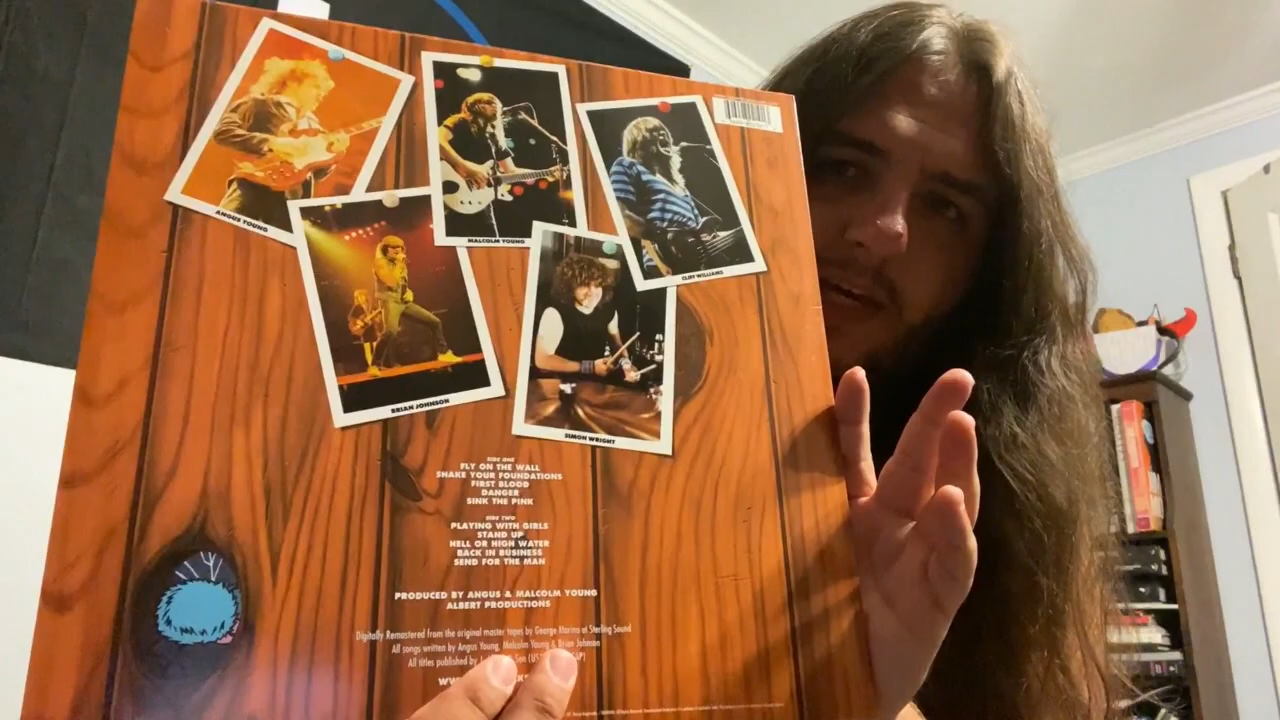 ANGUS YOUNG
MALCOLM YOUNG
CLIFF WILLIAMS
BRIAN JOHNSON
SIMON WRIGHT
SIDE ONE
FLY ON THE WALL
SHAKE YOUR FOUNDATIONS
FIRST BLOOD
DANGER
SINK THE PINK
SIDE TWO
PLAYING WITH GIRLS
STAND UP
HELL OR HIGH WATER
BACK IN BUSINESS
SEND FOR THE MAN
PRODUCED BY ANGUS & MALCOLM YOUNG
ALBERT PRODUCTIONS
Digitally Remastered from the original master tapes by George Marino at Sterling Sound
All songs written by Angus Young, Malcolm Young & Brian Johnson
All titles published by Son